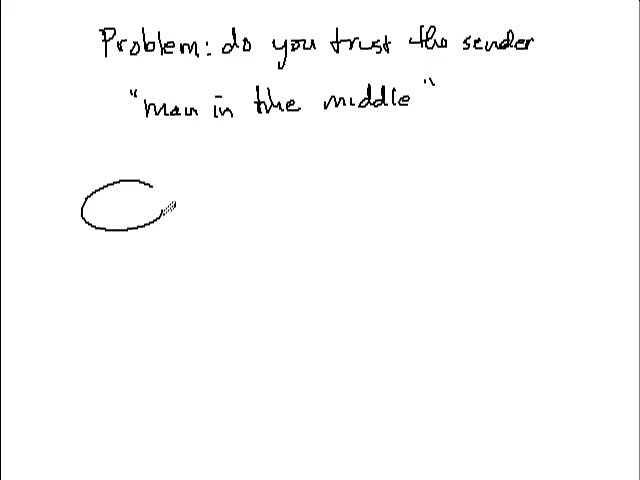 Problem: do you trust the sender
"man in the middle"